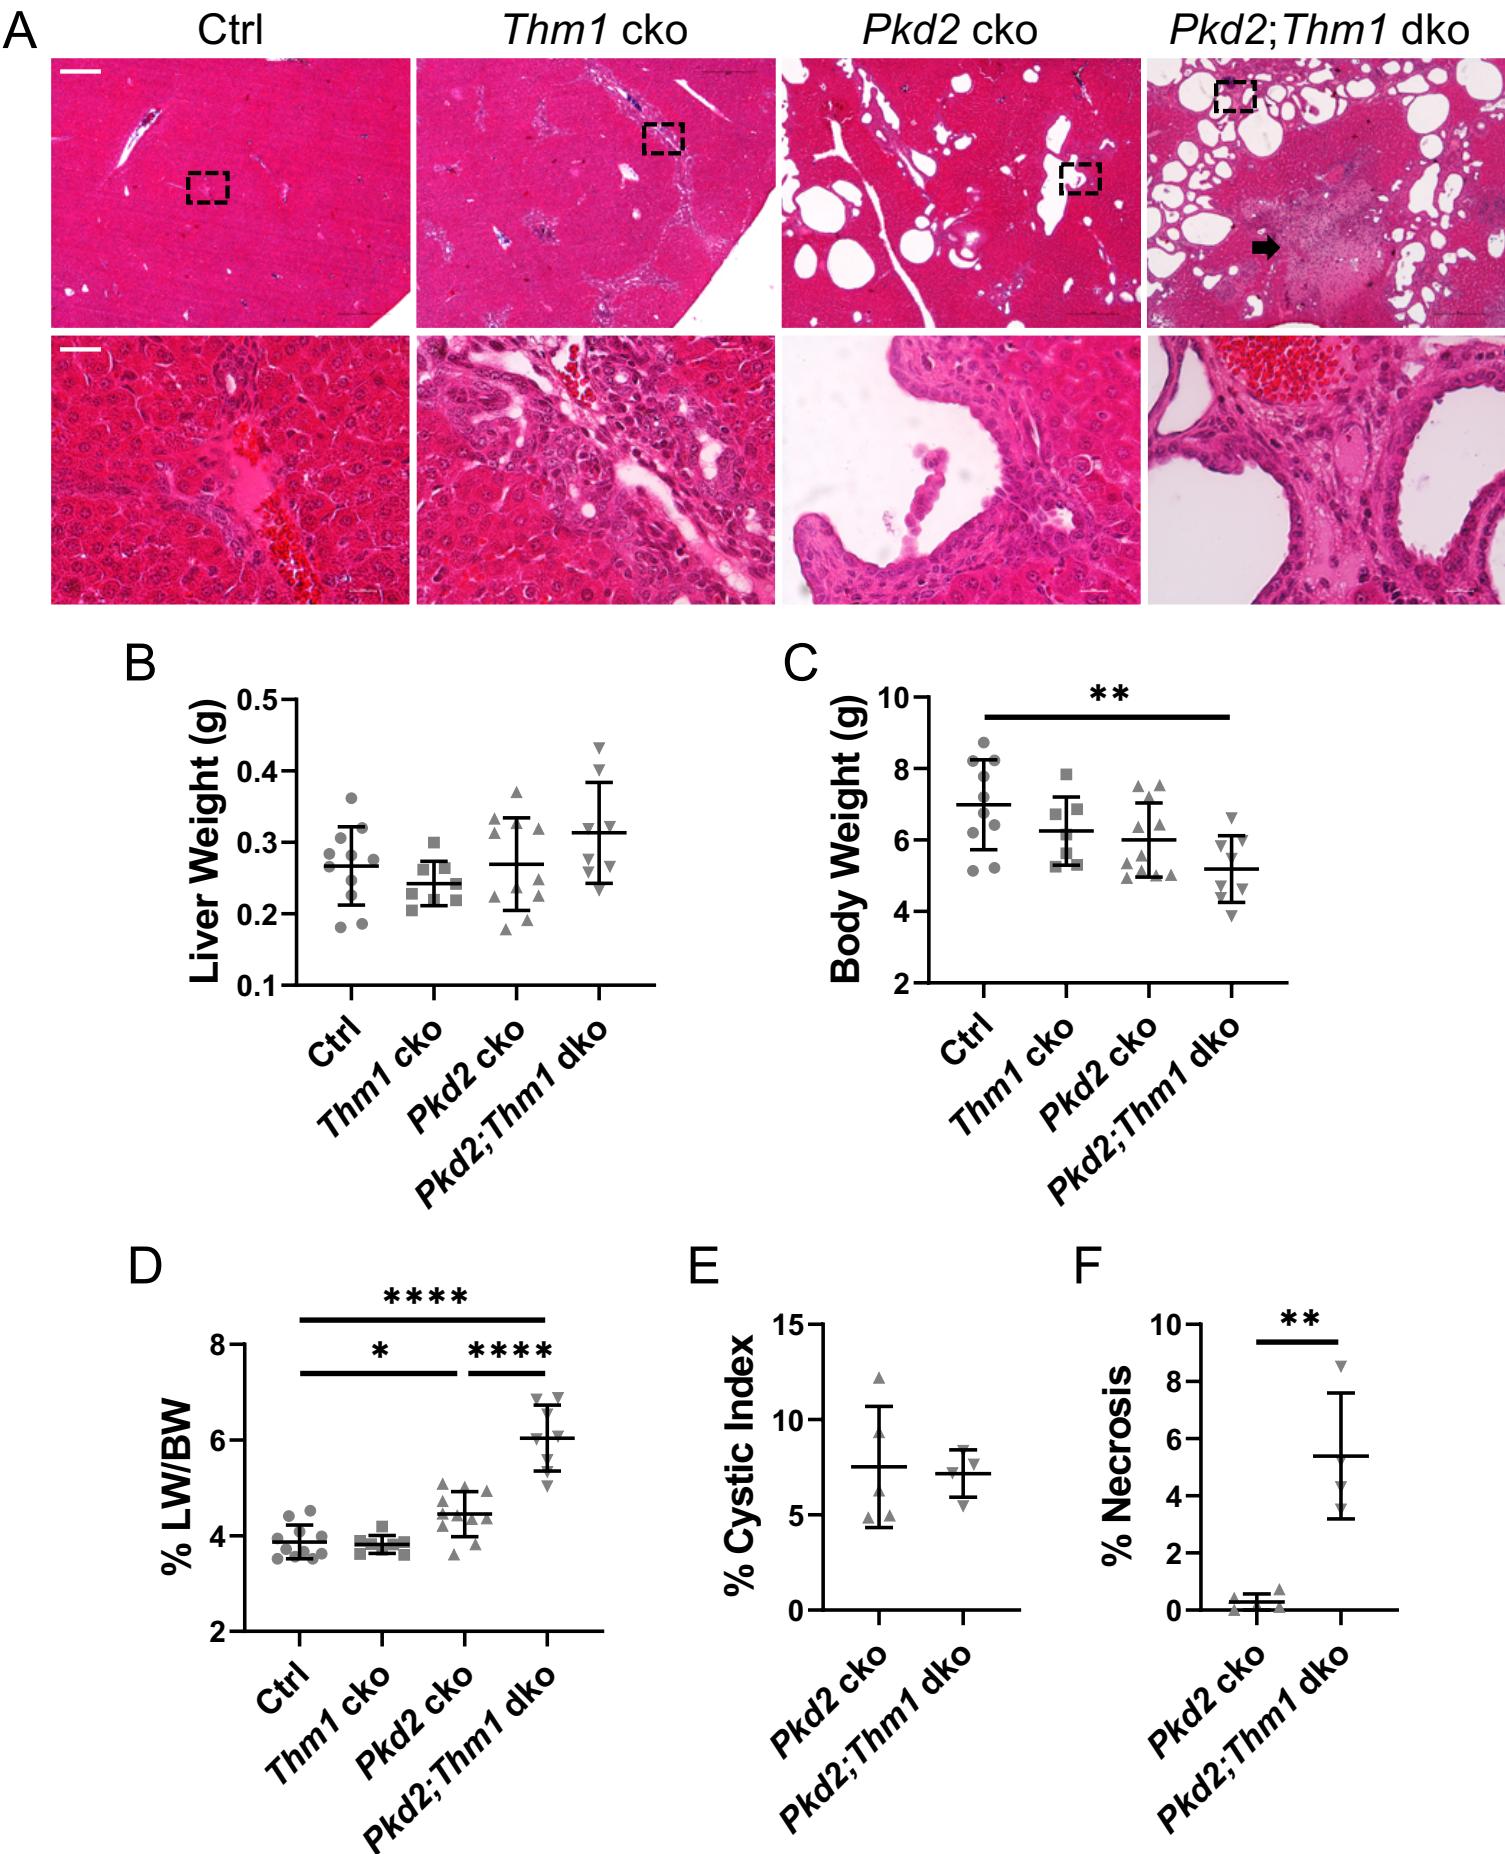 A
Ctrl
Thm1 cko
Pkd2 cko
Pkd2;Thm1 dko
B
Liver Weight (g)
0.5
0.4
0.3
0.2
0.1
Ctrl
Thm1 cko
Pkd2 cko
Pkd2;Thm1 dko
C
Body Weight (g)
10
8
6
4
2
**
Ctrl
Thm1 cko
Pkd2 cko
Pkd2;Thm1 dko
D
% LW/BW
8
6
4
2
****
*
****
Ctrl
Thm1 cko
Pkd2 cko
Pkd2;Thm1 dko
E
% Cystic Index
15
10
5
0
Pkd2 cko
Pkd2;Thm1 dko
F
% Necrosis
10
8
6
4
2
0
**
Pkd2 cko
Pkd2;Thm1 dko